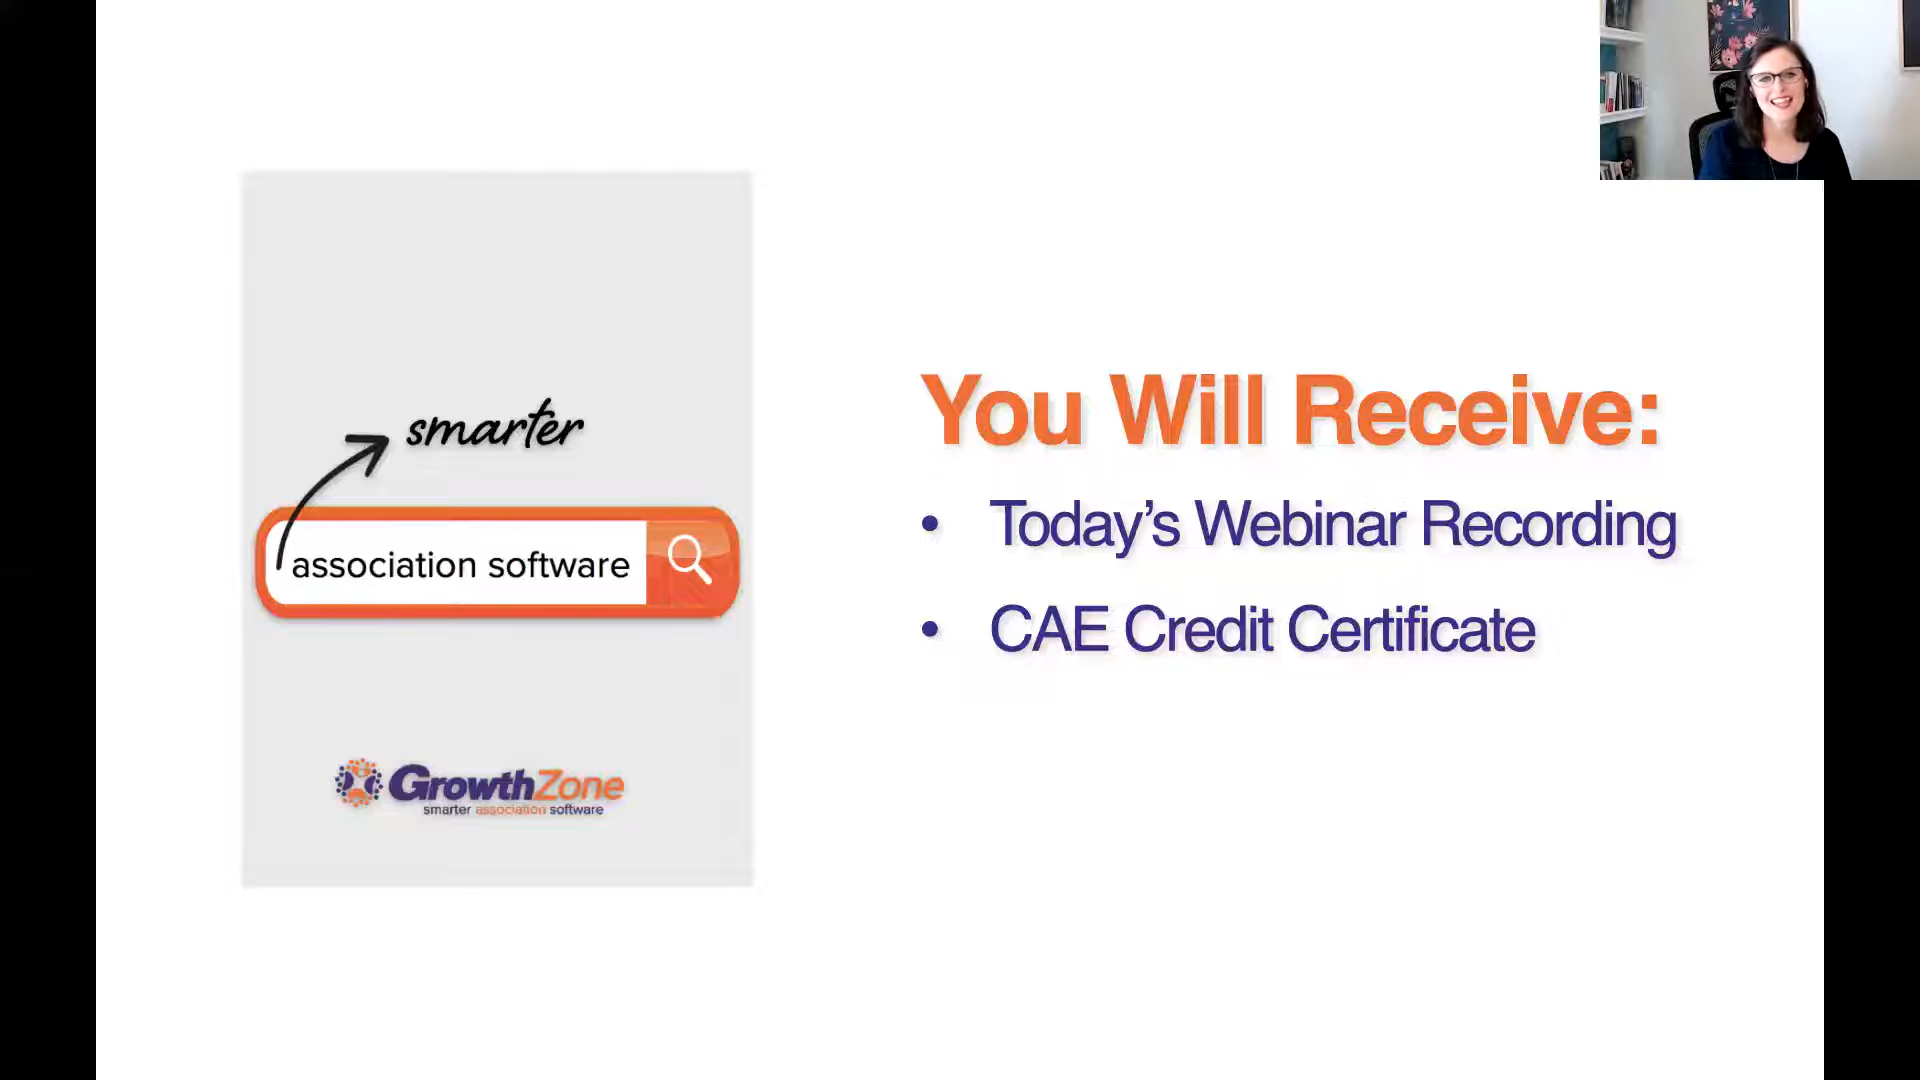 smarter
association software
GrowthZone
smarter association software
You Will Receive:
• Today’s Webinar Recording
• CAE Credit Certificate